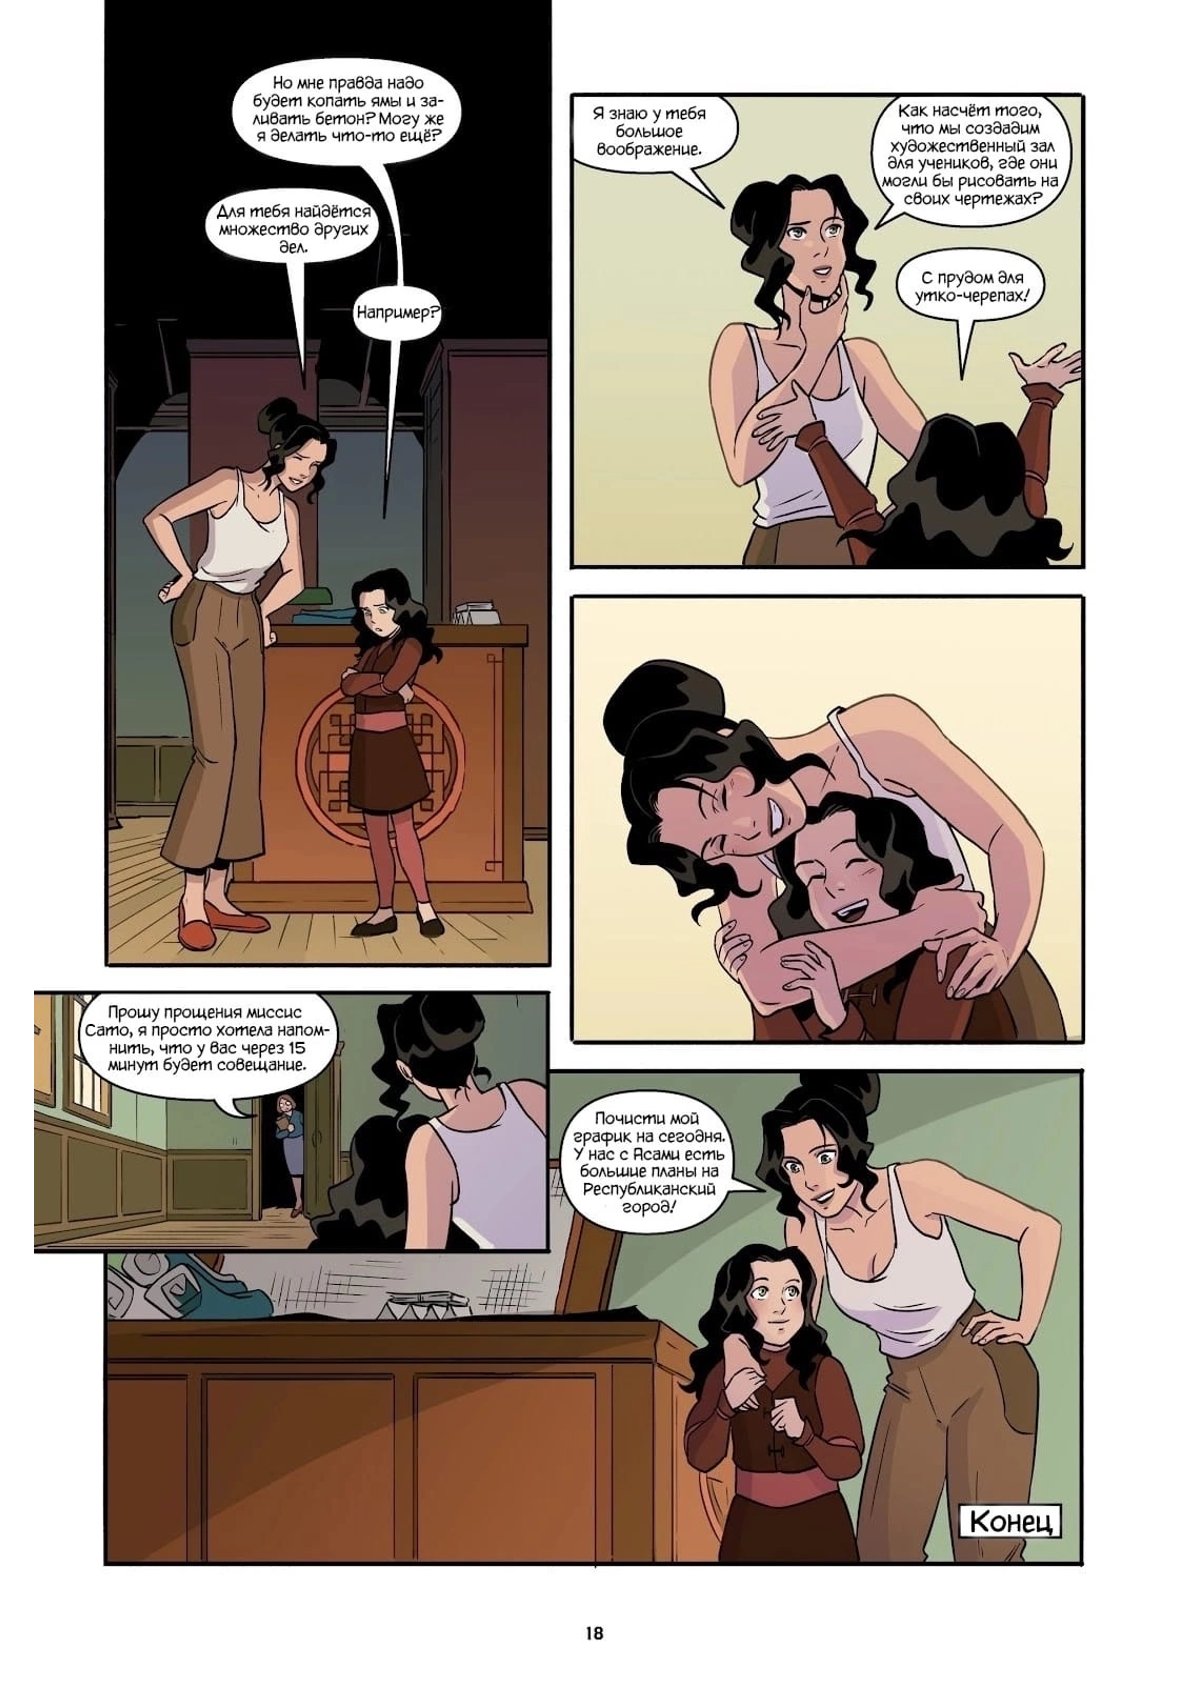 Но мне правда надо
будет копать ямы и за-
ливать бетон? Могу же
я делать что-то ещё?
Для тебя найдётся
множество других
дел.
Например?
Я знаю у тебя
большое
воображение.
Как насчёт того,
что мы создадим
художественный зал
для учеников, где они
могли бы рисовать на
своих чертежах?
С прудом для
утко-черепах!
Прошу прощения миссис
Сато, я просто хотела напом-
нить, что у вас через 15
минут будет совещание.
Почисти мой
график на сегодня.
У нас с Асами есть
большие планы на
Республиканский
город!
Конец
18